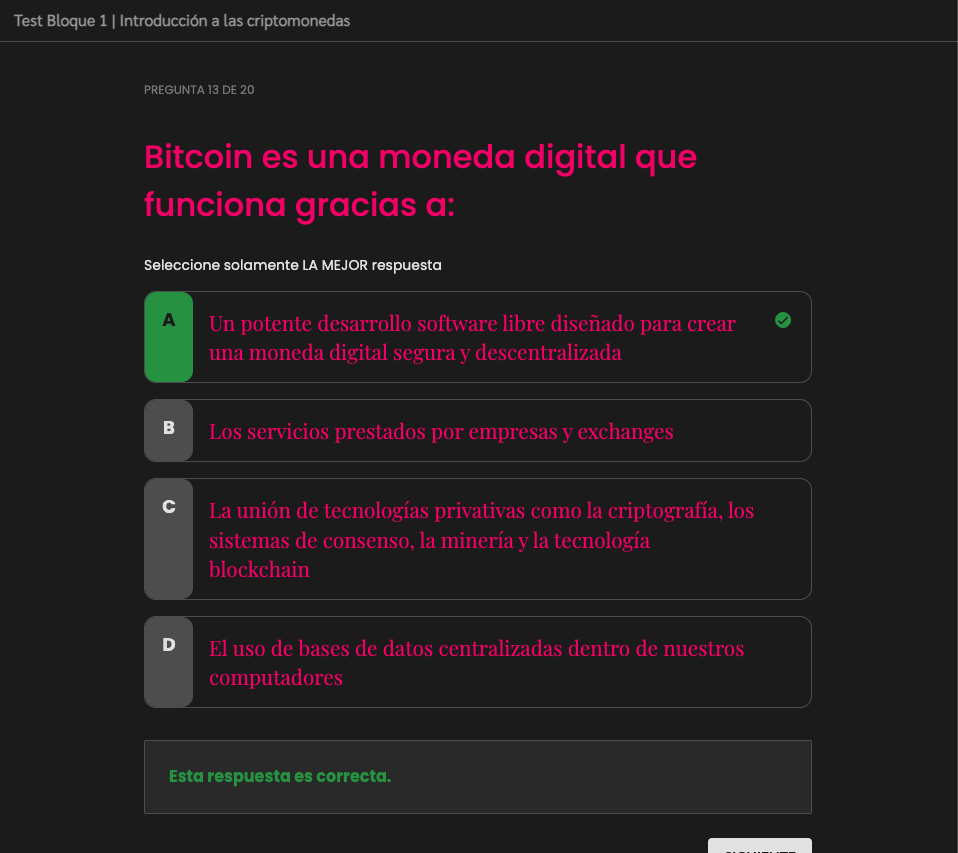 Test Bloque 1 | Introducción a las criptomonedas
PREGUNTA 13 DE 20
Bitcoin es una moneda digital que
funciona gracias a:
Seleccione solamente LA MEJOR respuesta
A
Un potente desarrollo software libre diseñado para crear
una moneda digital segura y descentralizada
B
Los servicios prestados por empresas y exchanges
C
La unión de tecnologías privativas como la criptografía, los
sistemas de consenso, la minería y la tecnología
blockchain
D
El uso de bases de datos centralizadas dentro de nuestros
computadores
Esta respuesta es correcta.